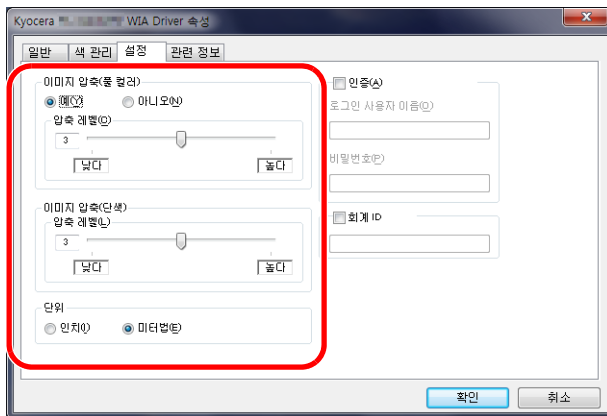 Kyocera WIA Driver 속성
일반 색 관리 설정 관련 정보
이미지 압축(풀 컬러)
예(Y) 아니오(N)
압축 레벨(C)
3
낮다 높다
이미지 압축(단색)
압축 레벨(L)
3
낮다 높다
단위
인치(I) 미터법(E)
인증(A)
로그인 사용자 이름(O)
비밀번호(P)
회계 ID
확인 취소